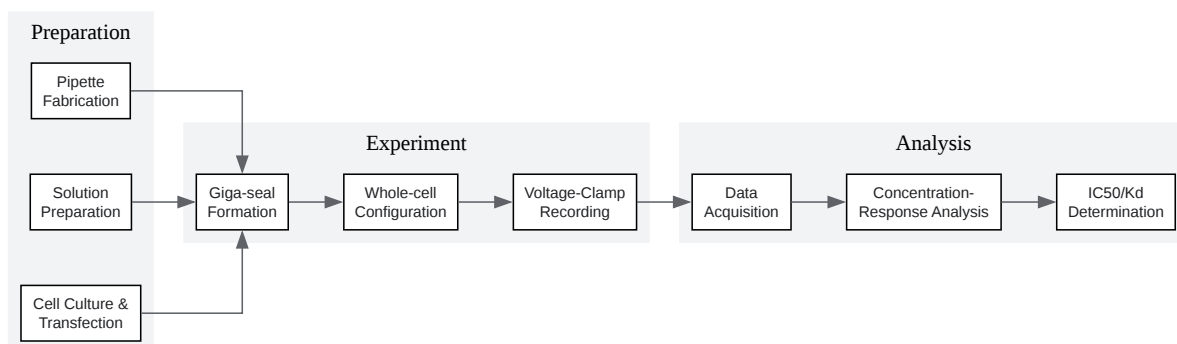 Preparation
Pipette
Fabrication
Solution
Preparation
Cell Culture &
Transfection
Experiment
Giga-seal
Formation
Whole-cell
Configuration
Voltage-Clamp
Recording
Analysis
Data
Acquisition
Concentration-
Response Analysis
IC50/Kd
Determination